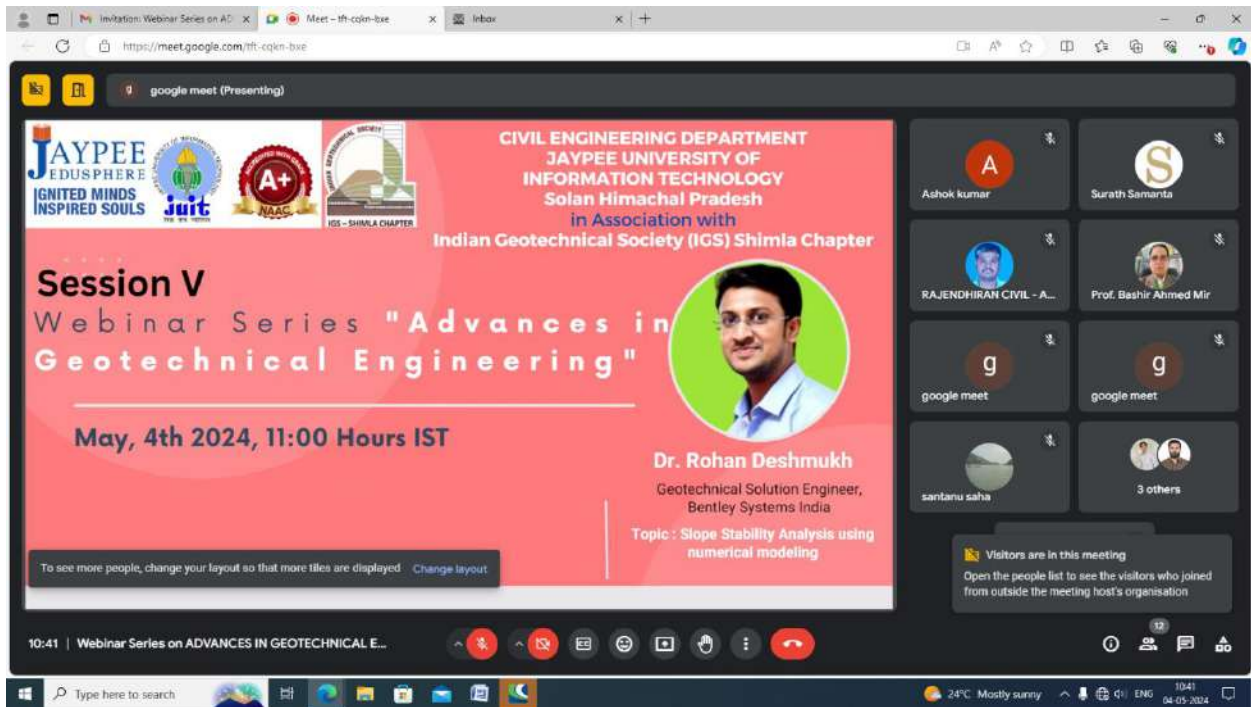 Invitation: Webinar Series on AD
Meet – tft-cqkn-bxe
Inbox
https://meet.google.com/tft-cqkn-bxe
g
google meet (Presenting)
JAYPEE
EDUSPHERE
IGNITED MINDS
INSPIRED SOULS
juit
A+
NAAC
IGS – SHIMLA CHAPTER
CIVIL ENGINEERING DEPARTMENT
JAYPEE UNIVERSITY OF
INFORMATION TECHNOLOGY
Solan Himachal Pradesh
in Association with
Indian Geotechnical Society (IGS) Shimla Chapter
Session V
Webinar Series "Advances in
Geotechnical Engineering"
May, 4th 2024, 11:00 Hours IST
Dr. Rohan Deshmukh
Geotechnical Solution Engineer,
Bentley Systems India
Topic : Slope Stability Analysis using
numerical modeling
To see more people, change your layout so that more tiles are displayed Change layout
A
Ashok kumar
S
Surath Samanta
RAJENDHIRAN CIVIL - A...
Prof. Bashir Ahmed Mir
g
google meet
g
google meet
santanu saha
3 others
Visitors are in this meeting
Open the people list to see the visitors who joined
from outside the meeting host's organisation
10:41 | Webinar Series on ADVANCES IN GEOTECHNICAL E...
12
Type here to search
24°C Mostly sunny
ENG
10:41
04-05-2024